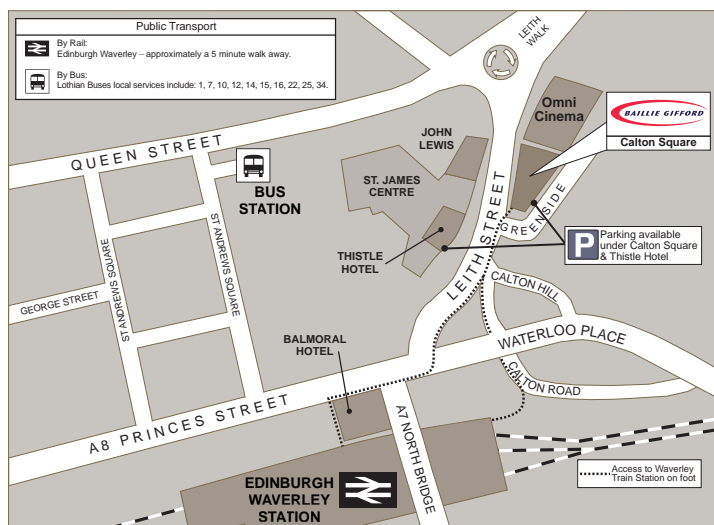 Public Transport
By Rail:
Edinburgh Waverley – approximately a 5 minute walk away.
By Bus:
Lothian Buses local services include: 1, 7, 10, 12, 14, 15, 16, 22, 25, 34.
LEITH
WALK
Omni
Cinema
BAILLIE GIFFORD
Calton Square
JOHN
LEWIS
QUEEN STREET
BUS
STATION
ST. JAMES
CENTRE
LEITH STREET
GREENSIDE
P
Parking available
under Calton Square
& Thistle Hotel
THISTLE
HOTEL
ST ANDREWS SQUARE
ST ANDREWS SQUARE
GEORGE STREET
CALTON HILL
WATERLOO PLACE
BALMORAL
HOTEL
CALTON ROAD
A8 PRINCES STREET
A7 NORTH BRIDGE
EDINBURGH
WAVERLEY
STATION
Access to Waverley
Train Station on foot